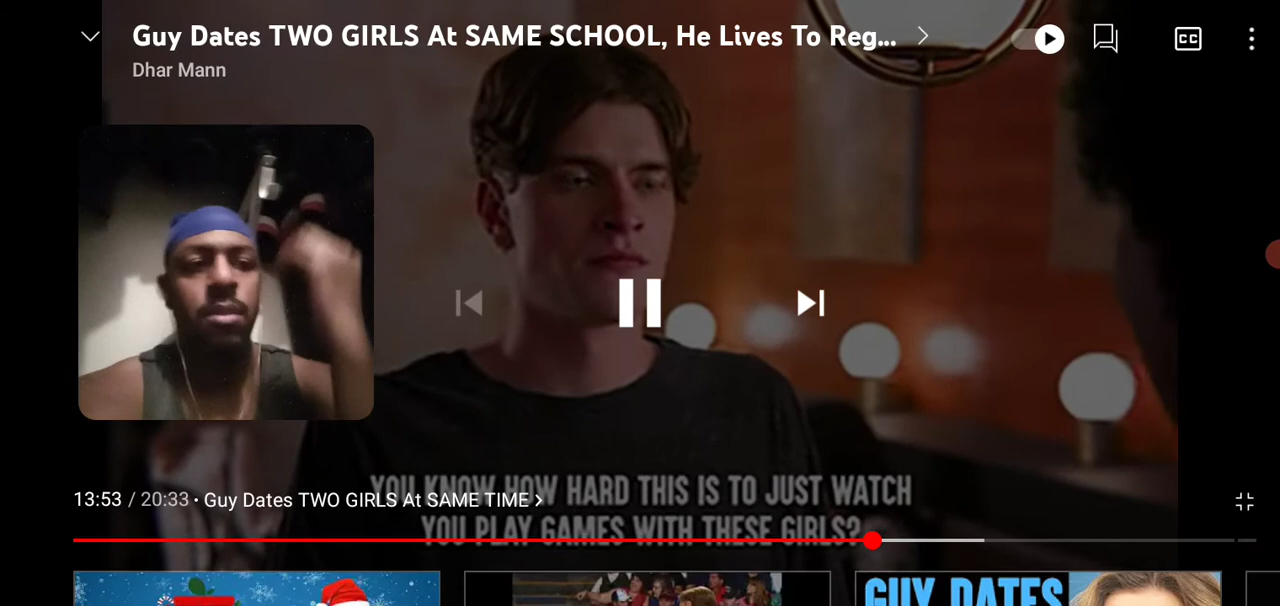 Guy Dates TWO GIRLS At SAME SCHOOL, He Lives To Reg...
Dhar Mann
CC
YOU KNOW HOW HARD THIS IS TO JUST WATCH
13:53 / 20:33 • Guy Dates TWO GIRLS At SAME TIME >
YOU PLAY GAMES WITH THESE GIRLS?
GUY DATES